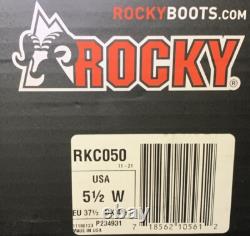 ROCKYBOOTS.com
ROCKY®
RKC050
11 - 21
USA
5½ W
EU 37½
P234931
7 18562 10561 2